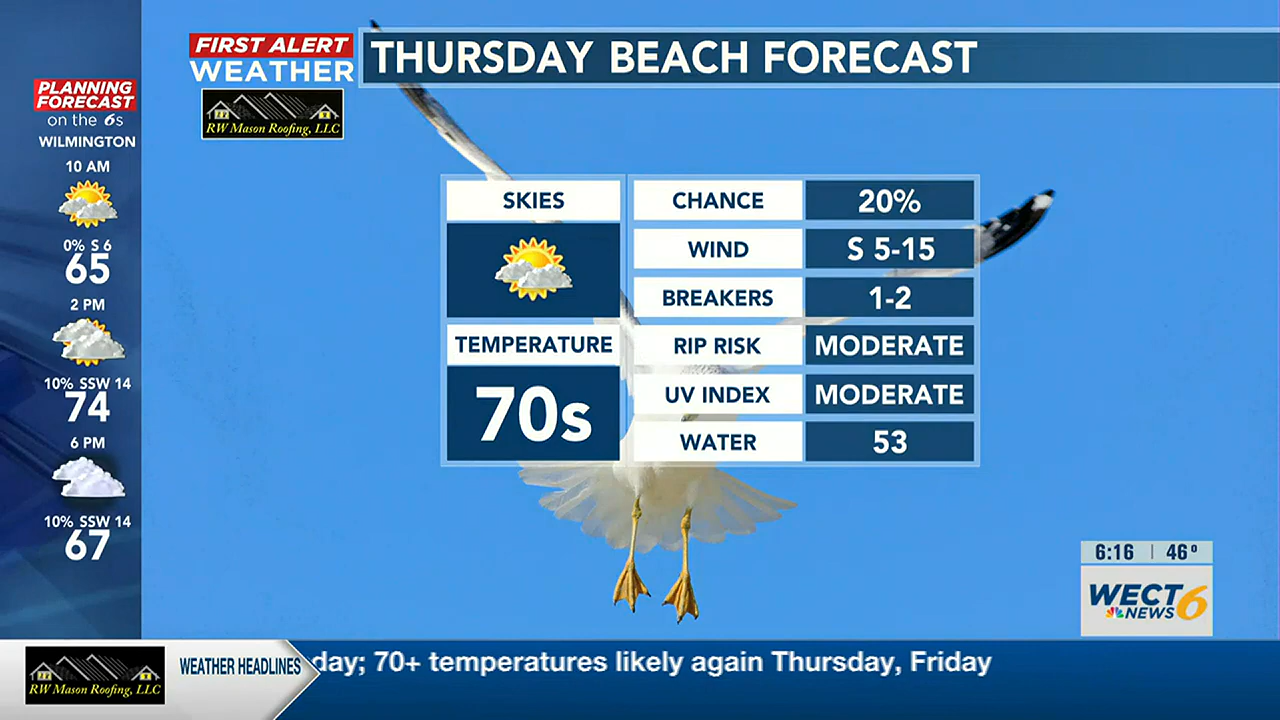 FIRST ALERT
WEATHER
RW Mason Roofing, LLC
THURSDAY BEACH FORECAST
PLANNING
FORECAST
on the 6s
WILMINGTON
10 AM
0% S 6
65
2 PM
10% SSW 14
74
6 PM
10% SSW 14
67
SKIES
TEMPERATURE
70s
CHANCE 20%
WIND S 5-15
BREAKERS 1-2
RIP RISK MODERATE
UV INDEX MODERATE
WATER 53
6:16 | 46°
WECT 6
NEWS
RW Mason Roofing, LLC
WEATHER HEADLINES
day; 70+ temperatures likely again Thursday, Friday